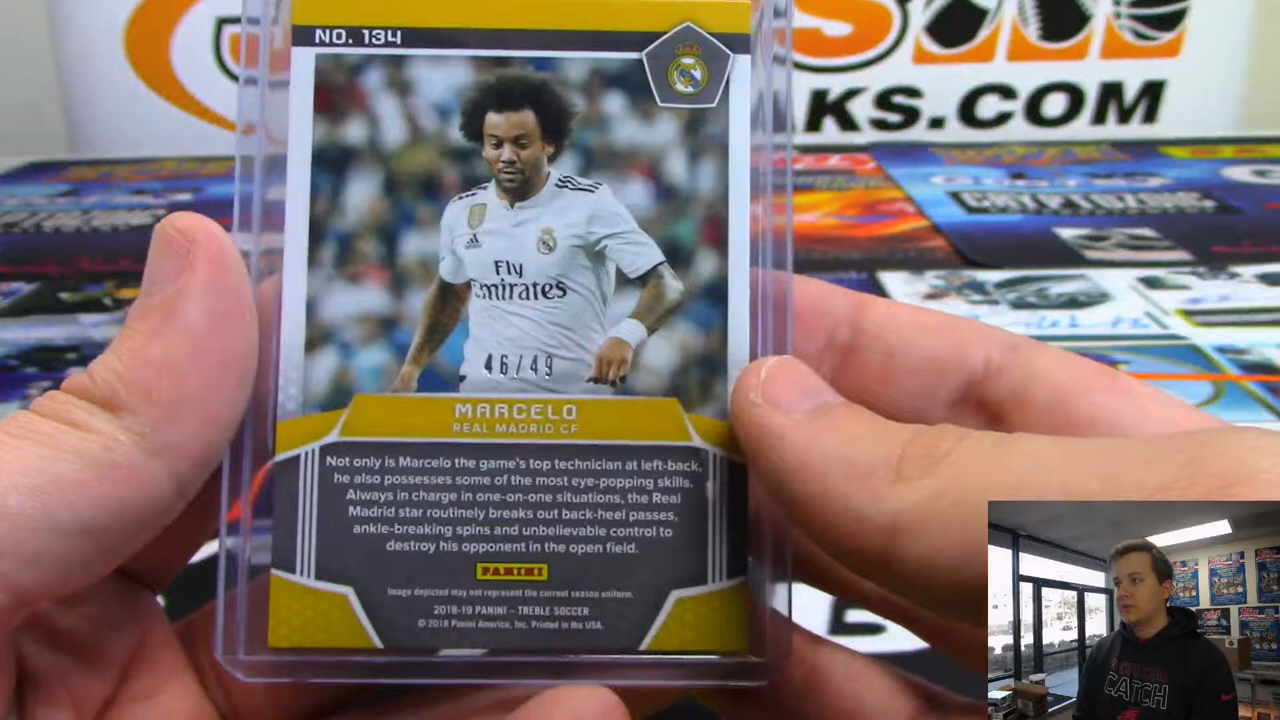 NO. 134
AKS.COM
CRYPTOZOIC
Fly
Emirates
46/49
MARCELO
REAL MADRID CF
Not only is Marcelo the game's top technician at left-back,
he also possesses some of the most eye-popping skills.
Always in charge in one-on-one situations, the Real
Madrid star routinely breaks out back-heel passes,
ankle-breaking spins and unbelievable control to
destroy his opponent in the open field.
PANINI
Image depicted may not represent the current season uniform.
2018-19 PANINI – TREBLE SOCCER
© 2018 Panini America, Inc. Printed in the USA.
CATCH